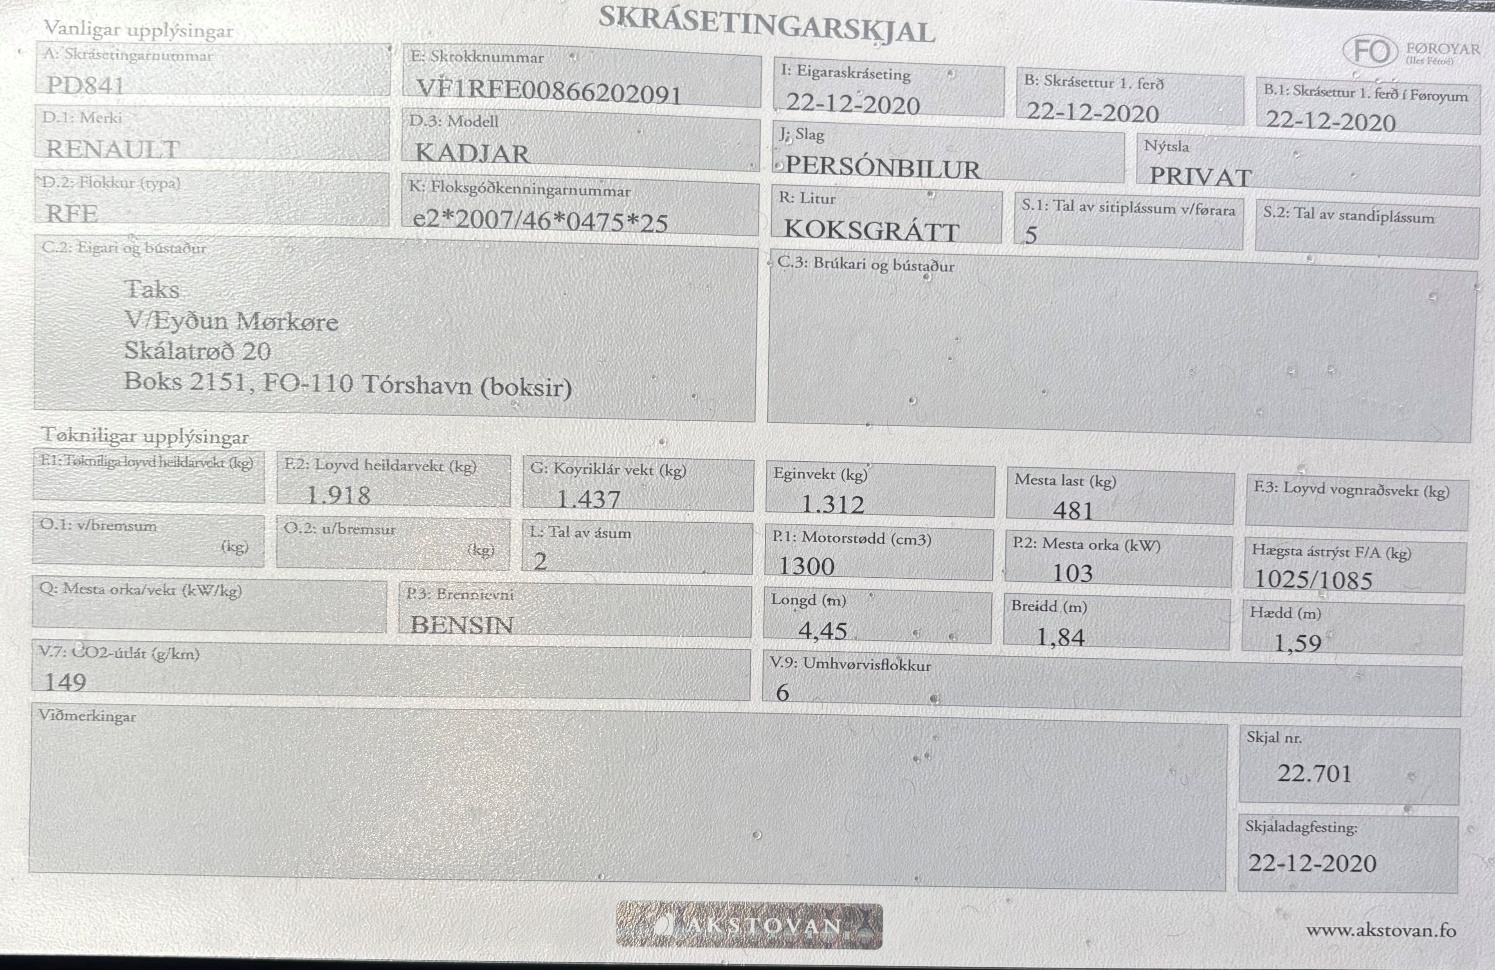 SKRÁSETINGARSKJAL
Vanligar upplýsingar
FO FØROYAR
(Iles Féroé)
A: Skrásetingarnummar
PD841
E: Skrokknummar
VF1RFE00866202091
I: Eigaraskráseting
22-12-2020
B: Skrásettur 1. ferð
22-12-2020
B.1: Skrásettur 1. ferð í Føroyum
22-12-2020
D.1: Merki
RENAULT
D.3: Modell
KADJAR
J: Slag
PERSÓNBILUR
Nýtsla
PRIVAT
D.2: Flokkur (typa)
RFE
K: Floksgóðkenningarnummar
e2*2007/46*0475*25
R: Litur
KOKSGRÁTT
S.1: Tal av sitiplássum v/førara
5
S.2: Tal av standiplássum
C.2: Eigari og bústaður
Taks
V/Eyðun Mørkøre
Skálatrøð 20
Boks 2151, FO-110 Tórshavn (boksir)
C.3: Brúkari og bústaður
Tøkniligar upplýsingar
F.1: Tøkniliga loyvd heildarvekt (kg)
F.2: Loyvd heildarvekt (kg)
1.918
G: Koyriklár vekt (kg)
1.437
Eginvekt (kg)
1.312
Mesta last (kg)
481
F.3: Loyvd vognraðsvekt (kg)
O.1: v/bremsum
(kg)
O.2: u/bremsur
(kg)
L: Tal av ásum
2
P.1: Motorstødd (cm3)
1300
P.2: Mesta orka (kW)
103
Hægsta ástrýst F/A (kg)
1025/1085
Q: Mesta orka/vekt (kW/kg)
P.3: Brennievni
BENSIN
Longd (m)
4,45
Breidd (m)
1,84
Hædd (m)
1,59
V.7: CO2-útlát (g/km)
149
V.9: Umhvørvisflokkur
6
Viðmerkingar
Skjal nr.
22.701
Skjaladagfesting:
22-12-2020
AKSTOVAN
www.akstovan.fo